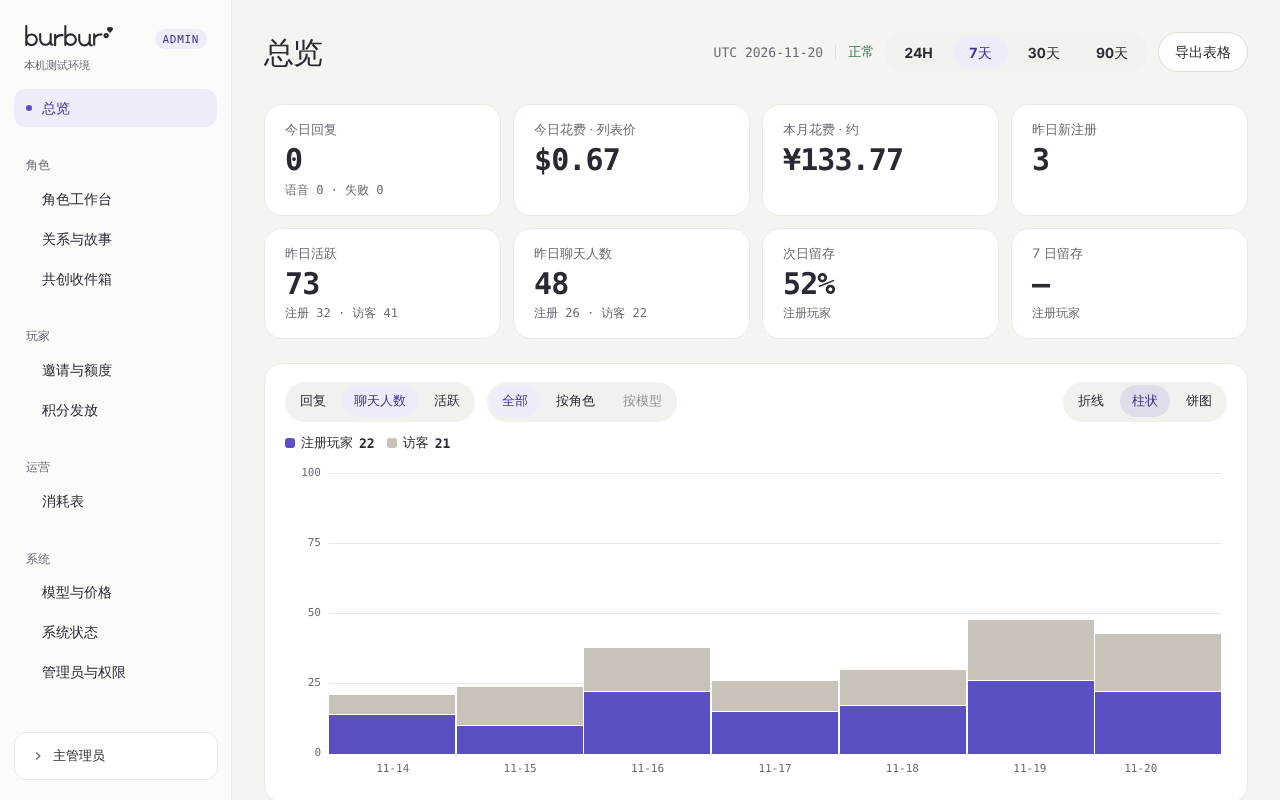 burbur
ADMIN
本机测试环境
总览
角色
角色工作台
关系与故事
共创收件箱
玩家
邀请与额度
积分发放
运营
消耗表
系统
模型与价格
系统状态
管理员与权限
主管理员
总览
UTC 2026-11-20
正常
24H
7天
30天
90天
导出表格
今日回复
0
语音 0 · 失败 0
今日花费 · 列表价
$0.67
本月花费 · 约
¥133.77
昨日新注册
3
昨日活跃
73
注册 32 · 访客 41
昨日聊天人数
48
注册 26 · 访客 22
次日留存
52%
注册玩家
7 日留存
—
注册玩家
回复
聊天人数
活跃
全部
按角色
按模型
折线
柱状
饼图
注册玩家 22
访客 21
100
75
50
25
0
11-14
11-15
11-16
11-17
11-18
11-19
11-20